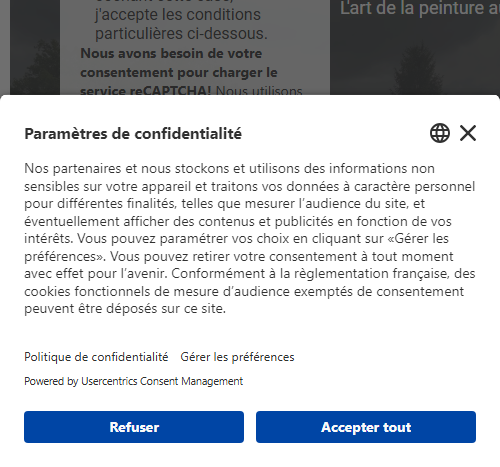 cochant cette case,
j'accepte les conditions
particulières ci-dessous.
Nous avons besoin de votre
consentement pour charger le
service reCAPTCHA! Nous utilisons
L'art de la peinture a
Paramètres de confidentialité
Nos partenaires et nous stockons et utilisons des informations non
sensibles sur votre appareil et traitons vos données à caractère personnel
pour différentes finalités, telles que mesurer l'audience du site, et
éventuellement afficher des contenus et publicités en fonction de vos
intérêts. Vous pouvez paramétrer vos choix en cliquant sur «Gérer les
préférences». Vous pouvez retirer votre consentement à tout moment
avec effet pour l'avenir. Conformément à la règlementation française, des
cookies fonctionnels de mesure d'audience exemptés de consentement
peuvent être déposés sur ce site.
Politique de confidentialité Gérer les préférences
Powered by Usercentrics Consent Management
Refuser Accepter tout